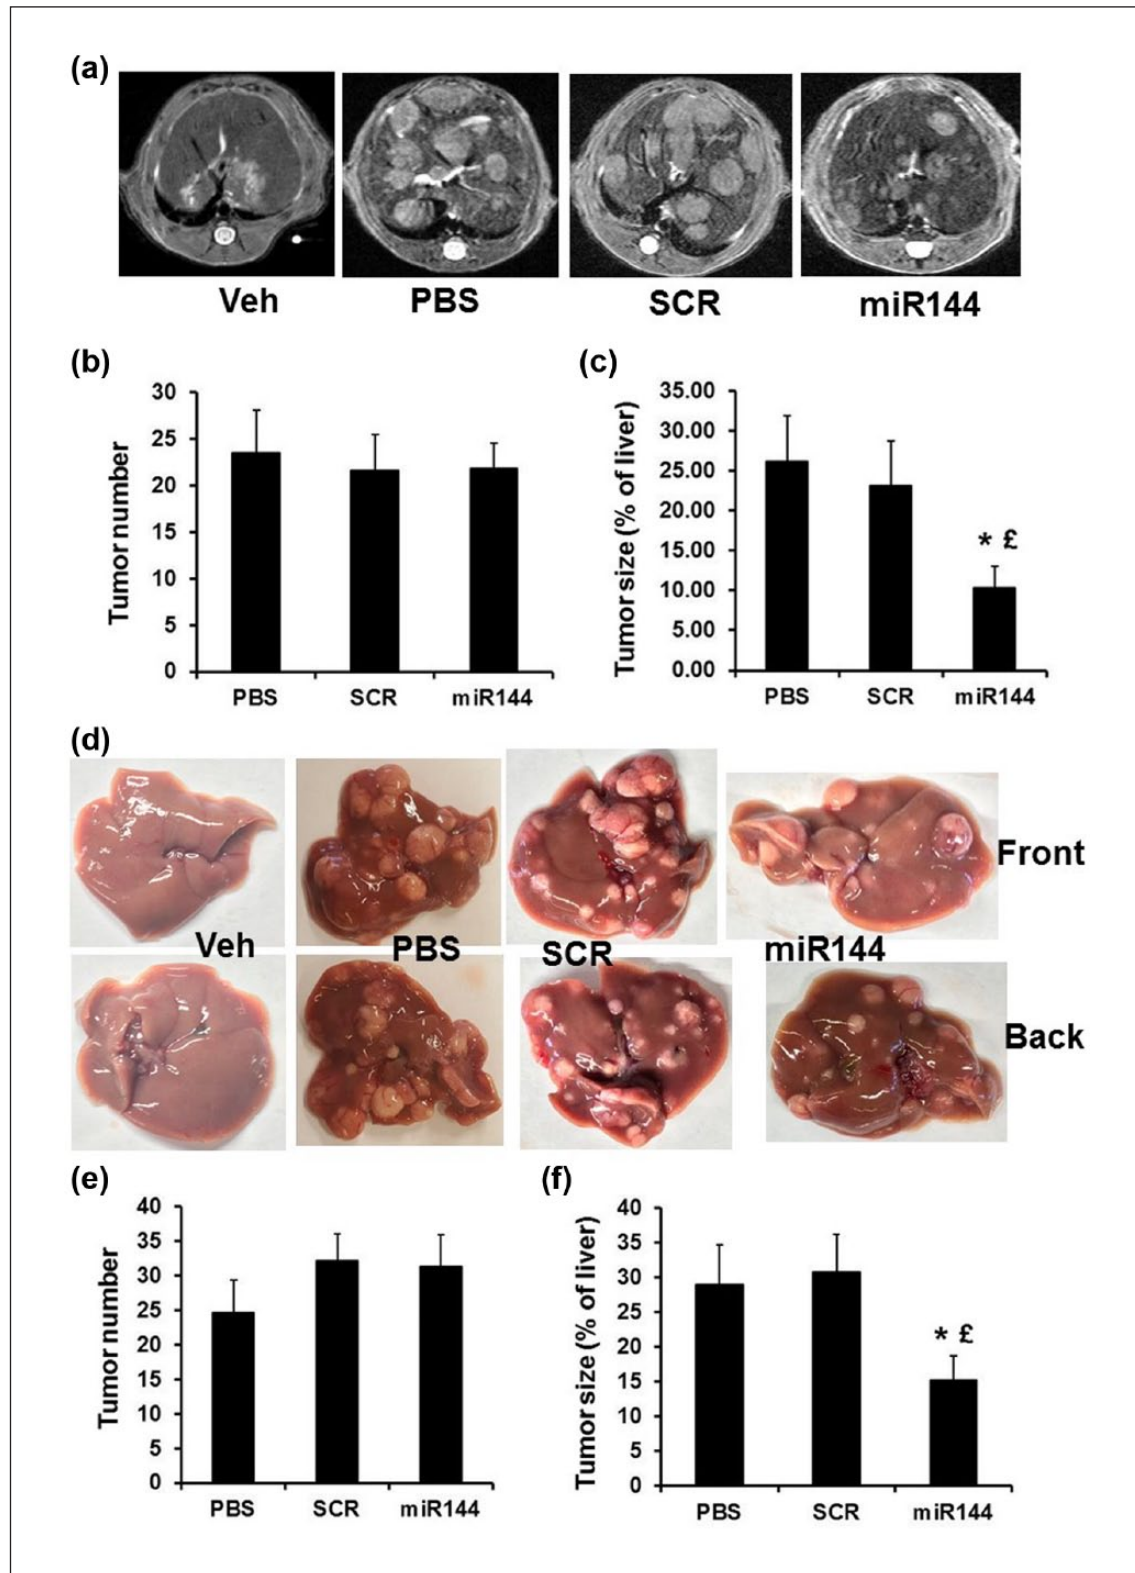 (a)
Veh PBS SCR miR144
(b)
Tumor number
30
25
20
15
10
5
0
PBS SCR miR144
(c)
Tumor size (% of liver)
35.00
30.00
25.00
20.00
15.00
10.00
5.00
0.00
* £
PBS SCR miR144
(d)
Front
Veh PBS SCR miR144
Back
(e)
Tumor number
40
35
30
25
20
15
10
5
0
PBS SCR miR144
(f)
Tumor size (% of liver)
40
35
30
25
20
15
10
5
0
* £
PBS SCR miR144